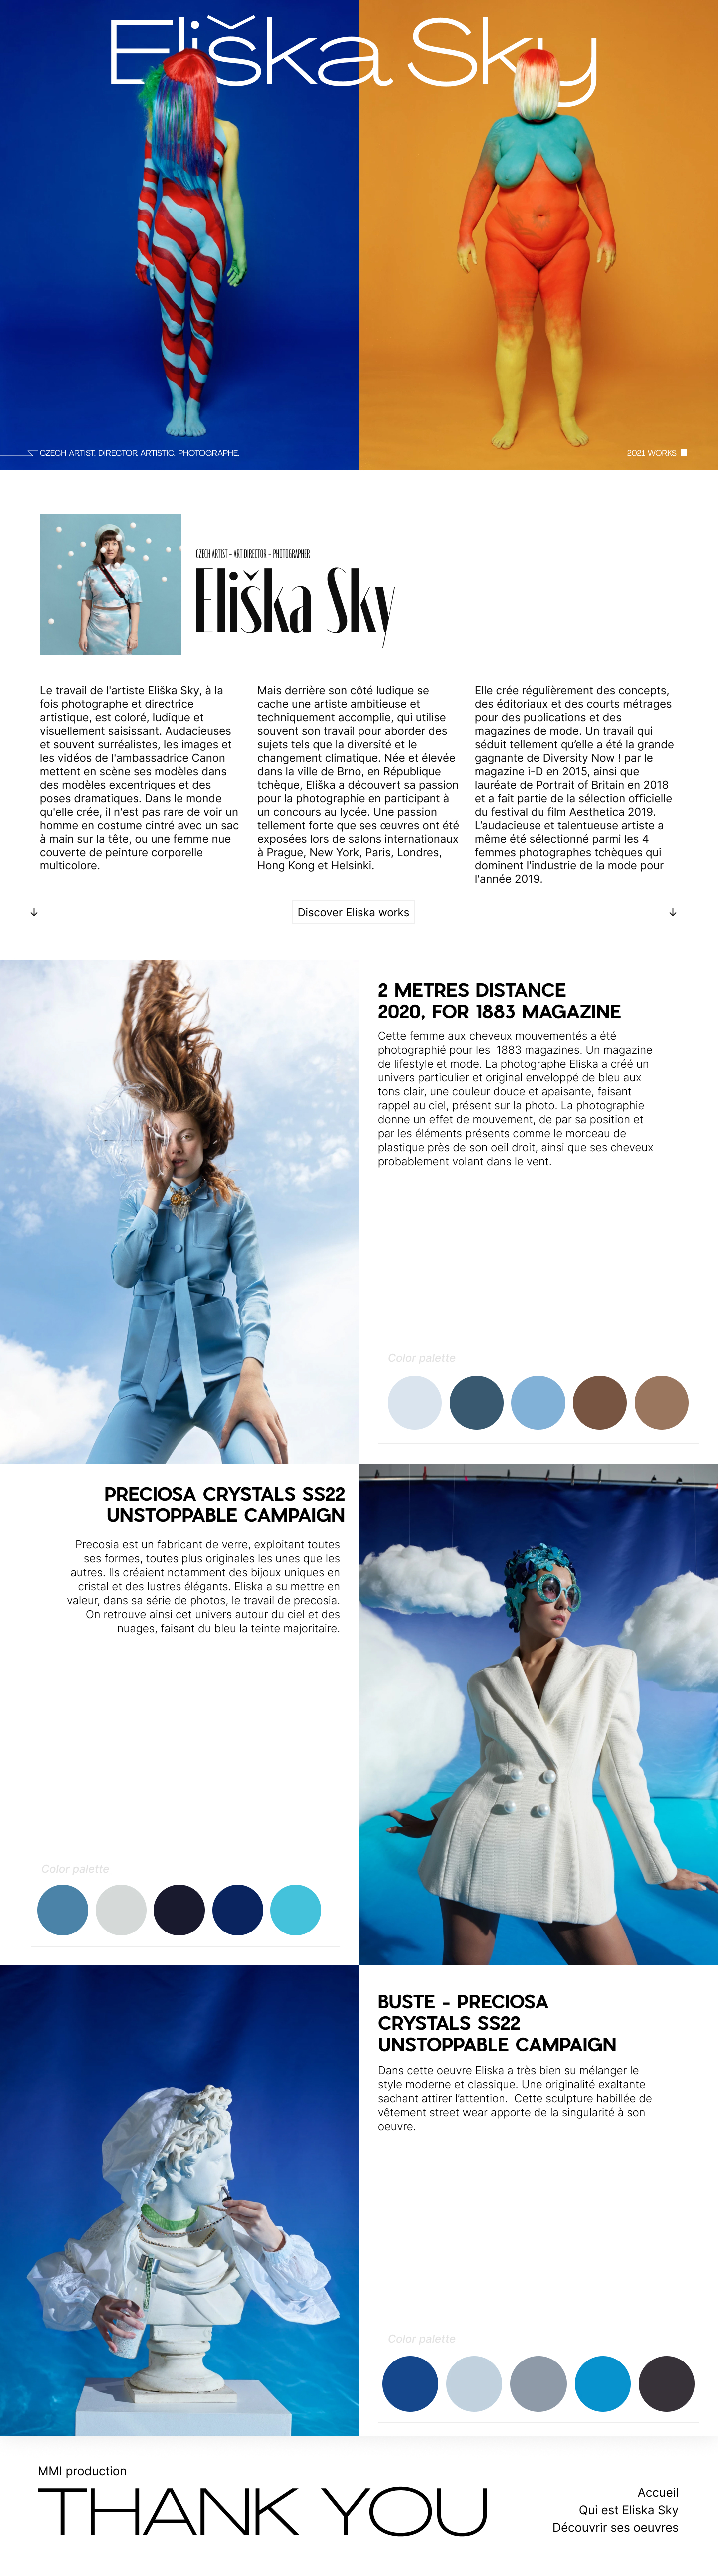 Eliška Sky
CZECH ARTIST. DIRECTOR ARTISTIC. PHOTOGRAPHE.
2021 WORKS
CZECH ARTIST - ART DIRECTOR - PHOTOGRAPHER
Eliška Sky
Le travail de l'artiste Eliška Sky, à la
fois photographe et directrice
artistique, est coloré, ludique et
visuellement saisissant. Audacieuses
et souvent surréalistes, les images et
les vidéos de l'ambassadrice Canon
mettent en scène ses modèles dans
des modèles excentriques et des
poses dramatiques. Dans le monde
qu'elle crée, il n'est pas rare de voir un
homme en costume cintré avec un sac
à main sur la tête, ou une femme nue
couverte de peinture corporelle
multicolore.
Mais derrière son côté ludique se
cache une artiste ambitieuse et
techniquement accomplie, qui utilise
souvent son travail pour aborder des
sujets tels que la diversité et le
changement climatique. Née et élevée
dans la ville de Brno, en République
tchèque, Eliška a découvert sa passion
pour la photographie en participant à
un concours au lycée. Une passion
tellement forte que ses œuvres ont été
exposées lors de salons internationaux
à Prague, New York, Paris, Londres,
Hong Kong et Helsinki.
Elle crée régulièrement des concepts,
des éditoriaux et des courts métrages
pour des publications et des
magazines de mode. Un travail qui
séduit tellement qu'elle a été la grande
gagnante de Diversity Now ! par le
magazine i-D en 2015, ainsi que
lauréate de Portrait of Britain en 2018
et a fait partie de la sélection officielle
du festival du film Aesthetica 2019.
L'audacieuse et talentueuse artiste a
même été sélectionné parmi les 4
femmes photographes tchèques qui
dominent l'industrie de la mode pour
l'année 2019.
Discover Eliska works
2 METRES DISTANCE
2020, FOR 1883 MAGAZINE
Cette femme aux cheveux mouvementés a été
photographié pour les  1883 magazines. Un magazine
de lifestyle et mode. La photographe Eliska a créé un
univers particulier et original enveloppé de bleu aux
tons clair, une couleur douce et apaisante, faisant
rappel au ciel, présent sur la photo. La photographie
donne un effet de mouvement, de par sa position et
par les éléments présents comme le morceau de
plastique près de son oeil droit, ainsi que ses cheveux
probablement volant dans le vent.
Color palette
PRECIOSA CRYSTALS SS22
UNSTOPPABLE CAMPAIGN
Precosia est un fabricant de verre, exploitant toutes
ses formes, toutes plus originales les unes que les
autres. Ils créaient notamment des bijoux uniques en
cristal et des lustres élégants. Eliska a su mettre en
valeur, dans sa série de photos, le travail de precosia.
On retrouve ainsi cet univers autour du ciel et des
nuages, faisant du bleu la teinte majoritaire.
Color palette
BUSTE - PRECIOSA
CRYSTALS SS22
UNSTOPPABLE CAMPAIGN
Dans cette oeuvre Eliska a très bien su mélanger le
style moderne et classique. Une originalité exaltante
sachant attirer l'attention.  Cette sculpture habillée de
vêtement street wear apporte de la singularité à son
oeuvre.
Color palette
MMI production
THANK YOU
Accueil
Qui est Eliska Sky
Découvrir ses oeuvres